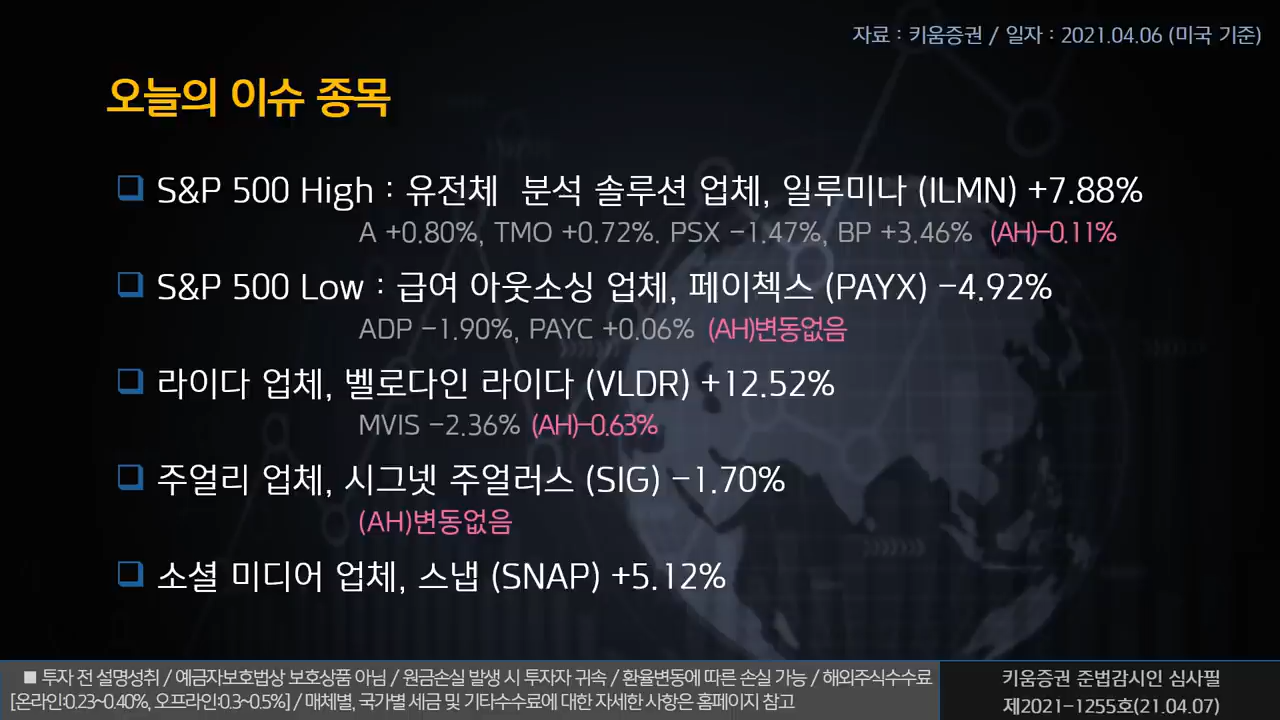 자료 : 키움증권 / 일자 : 2021.04.06 (미국 기준)
오늘의 이슈 종목
❑ S&P 500 High : 유전체 분석 솔루션 업체, 일루미나 (ILMN) +7.88%
A +0.80%, TMO +0.72%. PSX -1.47%, BP +3.46% (AH)-0.11%
❑ S&P 500 Low : 급여 아웃소싱 업체, 페이첵스 (PAYX) -4.92%
ADP -1.90%, PAYC +0.06% (AH)변동없음
❑ 라이다 업체, 벨로다인 라이다 (VLDR) +12.52%
MVIS -2.36% (AH)-0.63%
❑ 주얼리 업체, 시그넷 주얼러스 (SIG) -1.70%
(AH)변동없음
❑ 소셜 미디어 업체, 스냅 (SNAP) +5.12%
■ 투자 전 설명성취 / 예금자보호법상 보호상품 아님 / 원금손실 발생 시 투자자 귀속 / 환율변동에 따른 손실 가능 / 해외주식수수료
[온라인:0.23~0.40%, 오프라인:0.3~0.5%] / 매체별, 국가별 세금 및 기타수수료에 대한 자세한 사항은 홈페이지 참고
키움증권 준법감시인 심사필
제2021-1255호(21.04.07)